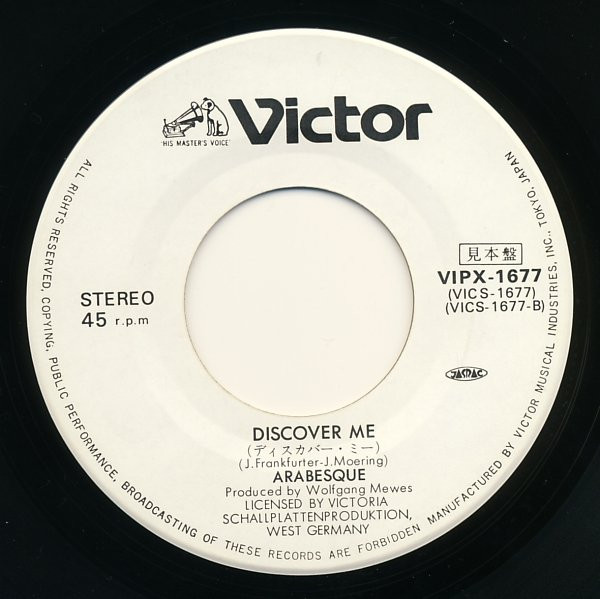 Victor
"HIS MASTER'S VOICE"
見本盤
VIPX-1677
(VICS-1677)
(VICS-1677-B)
STEREO
45 r.p.m
JASRAC
DISCOVER ME
(ディスカバー・ミー)
(J.Frankfurter-J.Moering)
ARABESQUE
Produced by Wolfgang Mewes
LICENSED BY VICTORIA
SCHALLPLATTENPRODUKTION,
WEST GERMANY
ALL RIGHTS RESERVED, COPYING, PUBLIC PERFORMANCE, BROADCASTING OF THESE RECORDS ARE FORBIDDEN MANUFACTURED BY VICTOR MUSICAL INDUSTRIES, INC., TOKYO, JAPAN